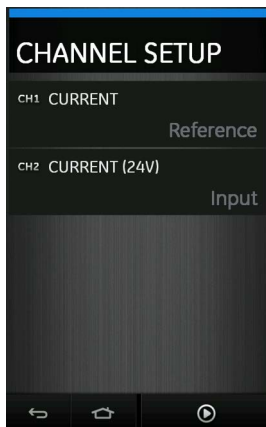 CHANNEL SETUP
CH1 CURRENT
Reference
CH2 CURRENT (24V)
Input